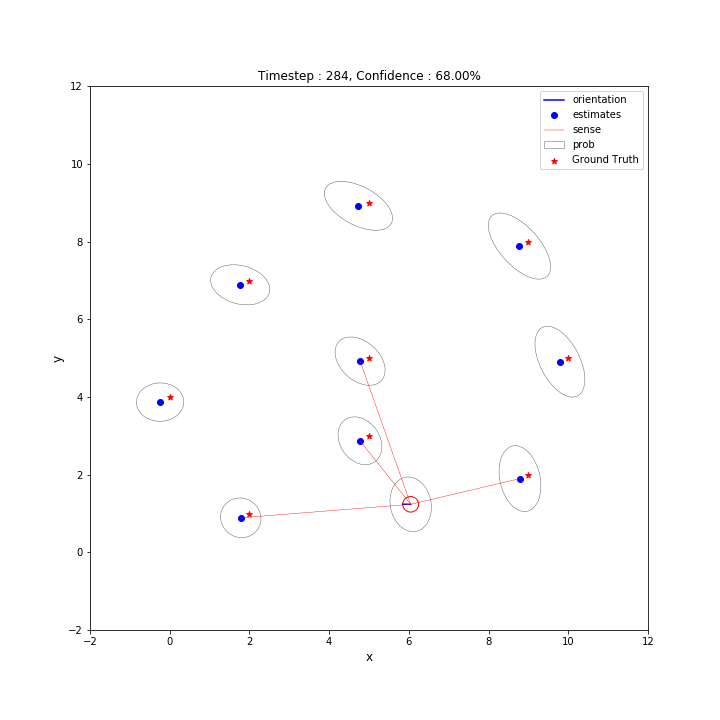 Timestep : 284, Confidence : 68.00%
orientation
estimates
sense
prob
Ground Truth
12
10
8
6
4
2
0
−2
y
−2 0 2 4 6 8 10 12
x